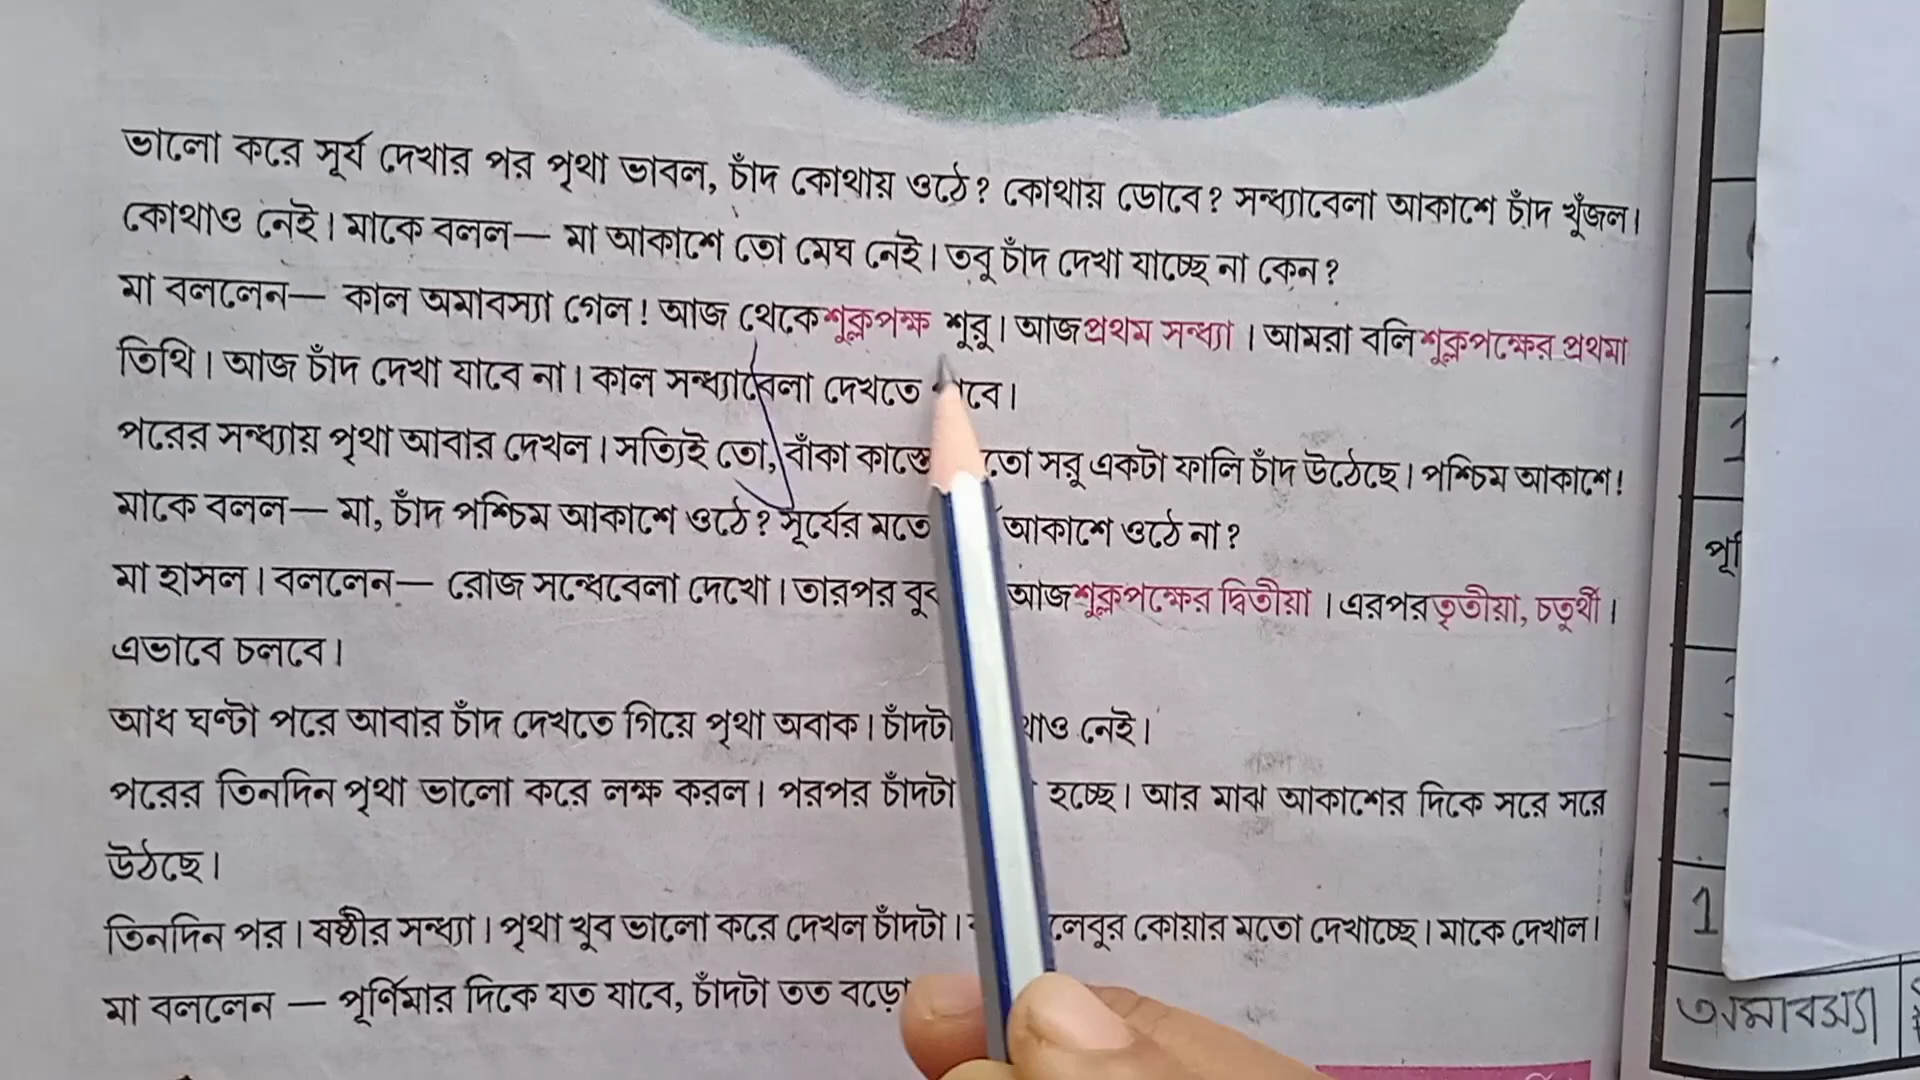 ভালো করে সূর্য দেখার পর পৃথা ভাবল, চাঁদ কোথায় ওঠে? কোথায় ডোবে? সন্ধ্যাবেলা আকাশে চাঁদ খুঁজল।
কোথাও নেই। মাকে বলল— মা আকাশে তো মেঘ নেই। তবু চাঁদ দেখা যাচ্ছে না কেন?
মা বললেন— কাল অমাবস্যা গেল! আজ থেকে শুক্লপক্ষ শুরু। আজ প্রথম সন্ধ্যা। আমরা বলি শুক্লপক্ষের প্রথমা
তিথি। আজ চাঁদ দেখা যাবে না। কাল সন্ধ্যাবেলা দেখতে বে।
পরের সন্ধ্যায় পৃথা আবার দেখল। সত্যিই তো, বাঁকা কাস্তে তো সরু একটা ফালি চাঁদ উঠেছে। পশ্চিম আকাশে!
মাকে বলল— মা, চাঁদ পশ্চিম আকাশে ওঠে? সূর্যের মতো আকাশে ওঠে না?
মা হাসল। বললেন— রোজ সন্ধেবেলা দেখো। তারপর আজ শুক্লপক্ষের দ্বিতীয়া। এরপর তৃতীয়া, চতুর্থী।
এভাবে চলবে।
আধ ঘণ্টা পরে আবার চাঁদ দেখতে গিয়ে পৃথা অবাক। চাঁদটা নেই।
পরের তিনদিন পৃথা ভালো করে লক্ষ করল। পরপর চাঁদটা হচ্ছে। আর মাঝ আকাশের দিকে সরে সরে
উঠছে।
তিনদিন পর। ষষ্ঠীর সন্ধ্যা। পৃথা খুব ভালো করে দেখল চাঁদটা। লেবুর কোয়ার মতো দেখাচ্ছে। মাকে দেখাল।
মা বললেন — পূর্ণিমার দিকে যত যাবে, চাঁদটা তত বড়ো
1
অমাবস্যা